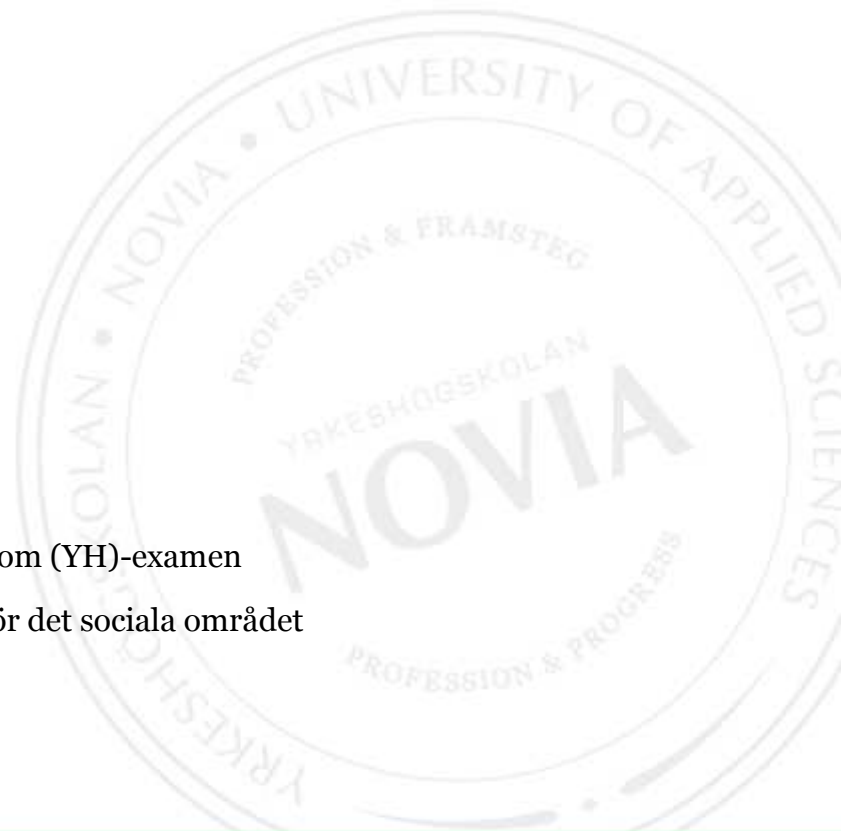 UNIVERSITY OF APPLIED SCIENCES
YRKESHÖGSKOLAN • NOVIA •
PROFESSION & FRAMSTEG
YRKESHÖGSKOLAN
NOVIA
om (YH)-examen
ör det sociala området
PROFESSION & PROGRESS